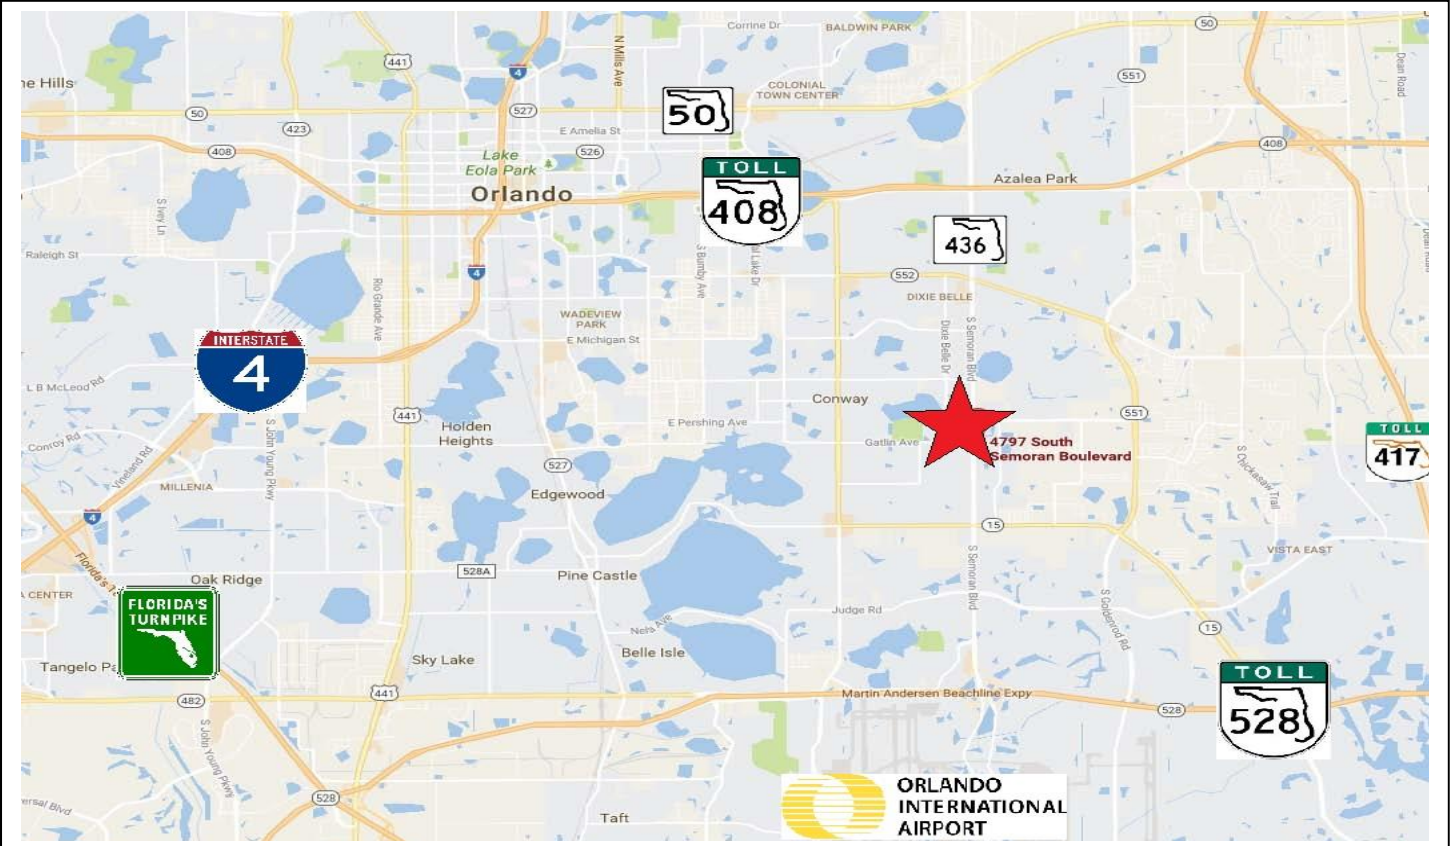 Corrine Dr
BALDWIN PARK
50
441
4
N Mills Ave
551
Dean Road
ne Hills
COLONIAL
TOWN CENTER
50
527
50
423
E Amelia St
408
526
408
Lake
Eola Park
TOLL
408
Azalea Park
Orlando
S Ivey Ln
436
Raleigh St
4
S Bumby Ave
Lake Dr
552
DIXIE BELLE
Rio Grande Ave
WADEVIEW
PARK
E Michigan St
Dixie Belle Dr
S Semoran Blvd
INTERSTATE
4
L B McLeod Rd
Conway
441
Holden
Heights
E Pershing Ave
551
TOLL
417
Conroy Rd
S John Young Pkwy
Gatlin Ave
4797 South
Semoran Boulevard
Vineland Rd
527
S Chickasaw Trail
MILLENIA
Edgewood
4
15
VISTA EAST
Florida's
528A
Pine Castle
S Semoran Blvd
Oak Ridge
A CENTER
FLORIDA'S
TURNPIKE
Judge Rd
S Goldenrod Rd
15
Nela Ave
Belle Isle
Tangelo
Sky Lake
TOLL
528
441
482
Martin Andersen Beachline Expy
528
S John Young Pkwy
528
ORLANDO
INTERNATIONAL
AIRPORT
ersal Blvd
Taft